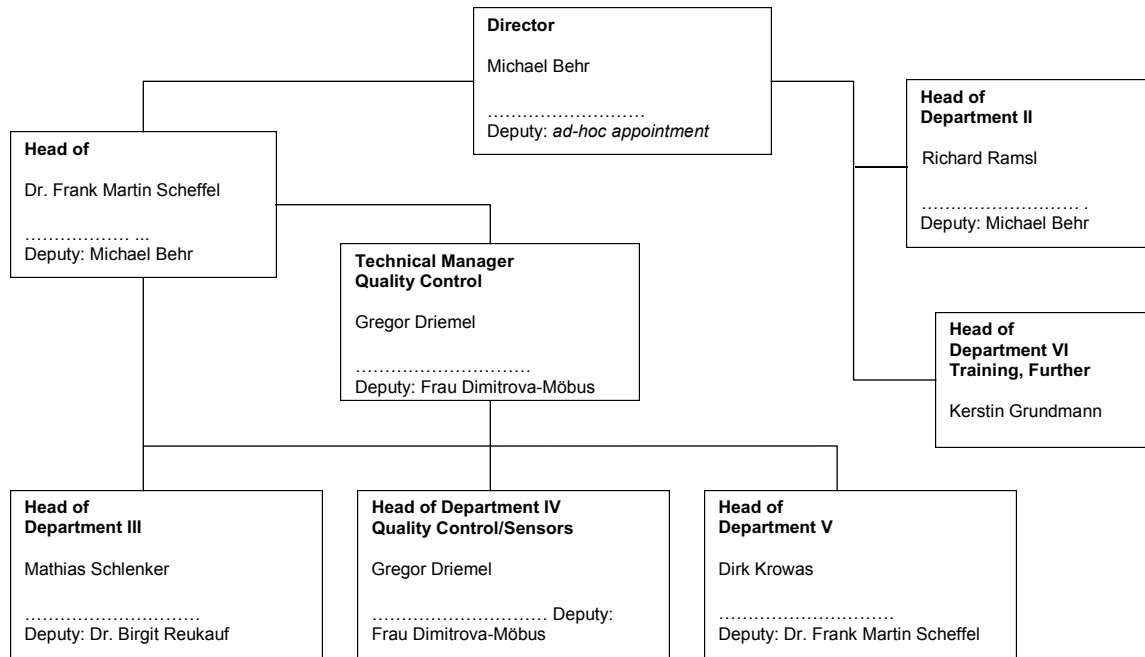 Director
Michael Behr
………………………
Deputy: ad-hoc appointment
Head of
Dr. Frank Martin Scheffel
……………… ...
Deputy: Michael Behr
Head of
Department II
Richard Ramsl
……………………… .
Deputy: Michael Behr
Technical Manager
Quality Control
Gregor Driemel
…………………………
Deputy: Frau Dimitrova-Möbus
Head of
Department VI
Training, Further
Kerstin Grundmann
Head of
Department III
Mathias Schlenker
…………………………
Deputy: Dr. Birgit Reukauf
Head of Department IV
Quality Control/Sensors
Gregor Driemel
………………………… Deputy:
Frau Dimitrova-Möbus
Head of
Department V
Dirk Krowas
…………………………
Deputy: Dr. Frank Martin Scheffel